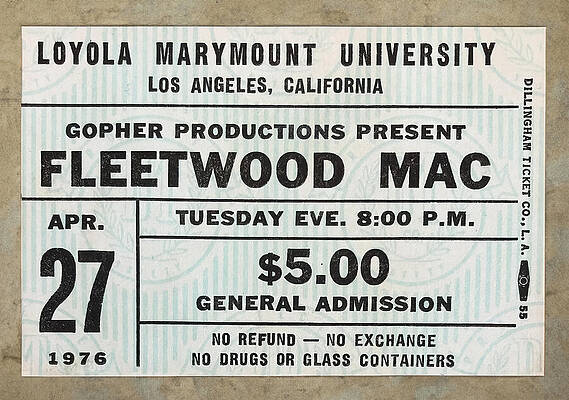 LOYOLA MARYMOUNT UNIVERSITY
LOS ANGELES, CALIFORNIA
GOPHER PRODUCTIONS PRESENT
FLEETWOOD MAC
APR.
27
1976
TUESDAY EVE. 8:00 P.M.
$5.00
GENERAL ADMISSION
NO REFUND — NO EXCHANGE
NO DRUGS OR GLASS CONTAINERS
DILLINGHAM TICKET CO., L. A. 55